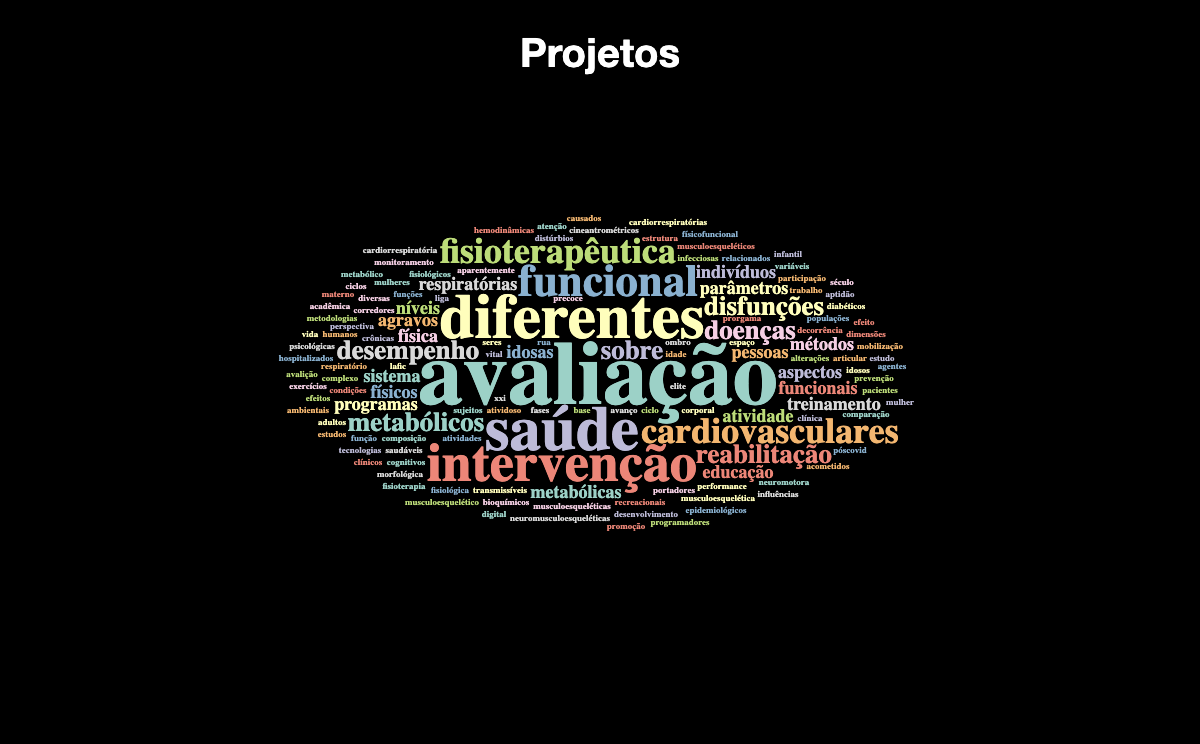 Projetos
causados
cardiorrespiratórias
hemodinâmicas
atenção
cineantrométricos
distúrbios
estrutura
físicofuncional
musculoesqueléticos
cardiorrespiratória
fisioterapêutica
infecciosas
relacionados
infantil
monitoramento
aparentemente
funcional
indivíduos
variáveis
metabólico
fisiológicos
ciclos
mulheres
respiratórias
participação
século
parâmetros
trabalho
aptidão
materno
diversas
funções
liga
precoce
acadêmica
corredores
níveis
diferentes
disfunções
diabéticos
metodologias
agravos
prorgama
populações
efeito
perspectiva
doenças
decorrência
dimensões
vida
humanos
crônicas
física
seres
rua
ombro
espaço
métodos
mobilização
psicológicas
desempenho
vital
idosas
sobre
idade
pessoas
alterações
articular
estudo
hospitalizados
respiratório
lafic
avaliação
aspectos
idosos
agentes
avalição
complexo
sistema
prevenção
exercícios
condições
físicos
elite
funcionais
pacientes
efeitos
xxi
programas
treinamento
mulher
ambientais
sujeitos
atividoso
fases
base
avanço
ciclo
corporal
atividade
clínica
comparação
adultos
metabólicos
saúde
cardiovasculares
estudos
função
composição
atividades
tecnologias
saudáveis
intervenção
reabilitação
póscovid
clínicos
cognitivos
acometidos
morfológica
educação
fisioterapia
fisiológica
transmissíveis
metabólicas
portadores
performance
neuromotora
influências
musculoesquelético
bioquímicos
musculoesqueléticas
recreacionais
musculoesquelética
digital
neuromusculoesqueléticas
desenvolvimento
epidemiológicos
promoção
programadores